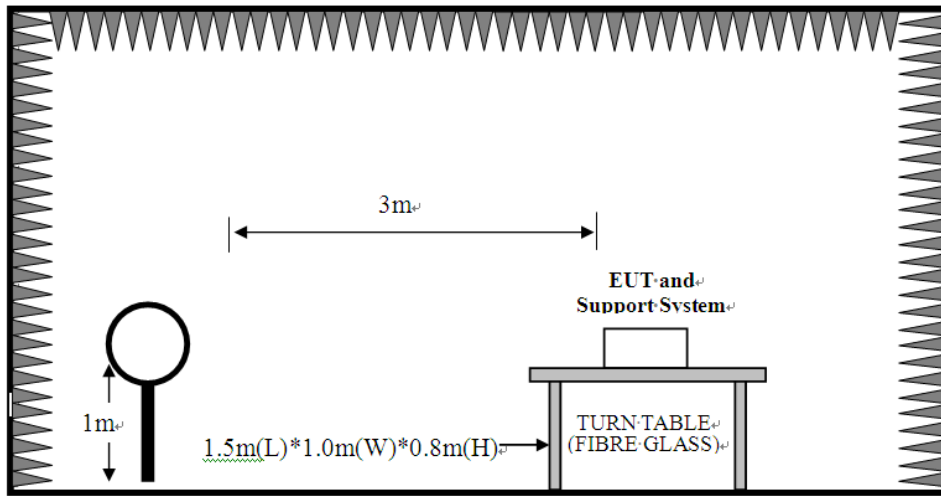 3m
EUT and
Support System
1m
TURN TABLE
(FIBRE GLASS)
1.5m(L)*1.0m(W)*0.8m(H)